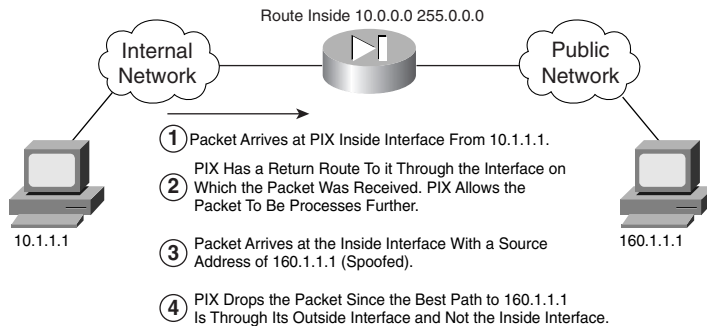 Route Inside 10.0.0.0 255.0.0.0
Internal
Network
Public
Network
1 Packet Arrives at PIX Inside Interface From 10.1.1.1.
PIX Has a Return Route To it Through the Interface on
2 Which the Packet Was Received. PIX Allows the
Packet To Be Processes Further.
10.1.1.1
160.1.1.1
3 Packet Arrives at the Inside Interface With a Source
Address of 160.1.1.1 (Spoofed).
4 PIX Drops the Packet Since the Best Path to 160.1.1.1
Is Through Its Outside Interface and Not the Inside Interface.